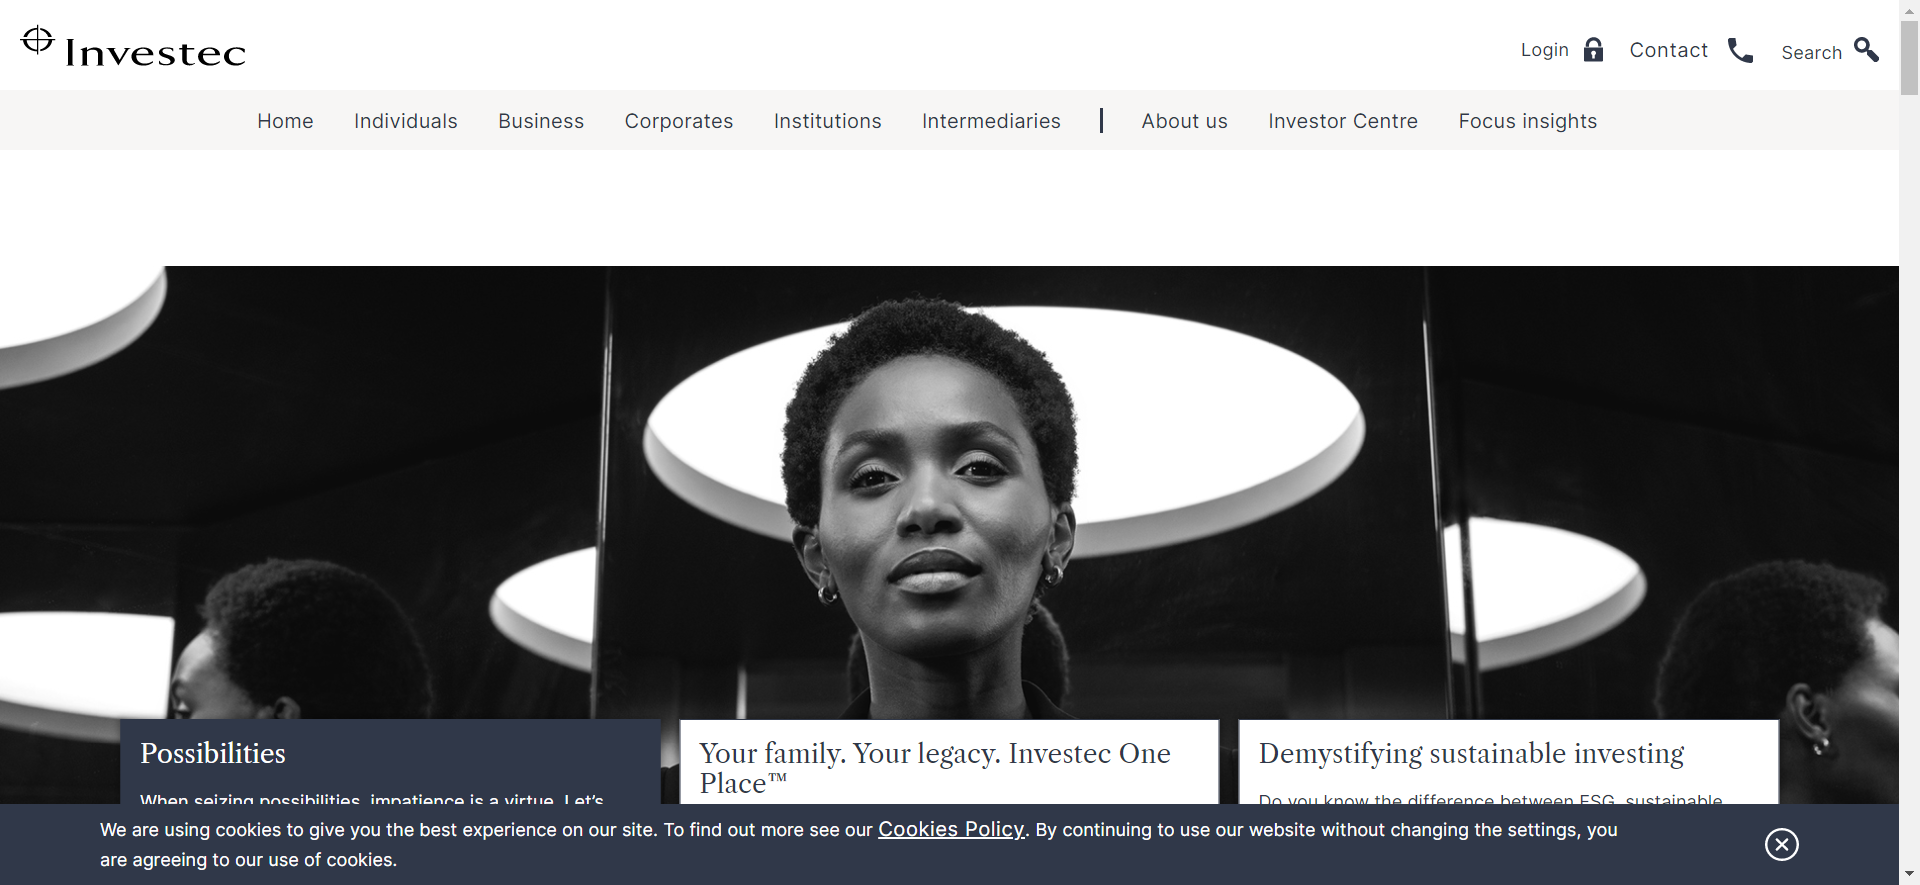 Investec
Login
Contact
Search
Home
Individuals
Business
Corporates
Institutions
Intermediaries
About us
Investor Centre
Focus insights
Possibilities
When seizing possibilities, impatience is a virtue. Let’s
Your family. Your legacy. Investec One
Place™
Demystifying sustainable investing
Do you know the difference between ESG, sustainable
We are using cookies to give you the best experience on our site. To find out more see our Cookies Policy. By continuing to use our website without changing the settings, you
are agreeing to our use of cookies.